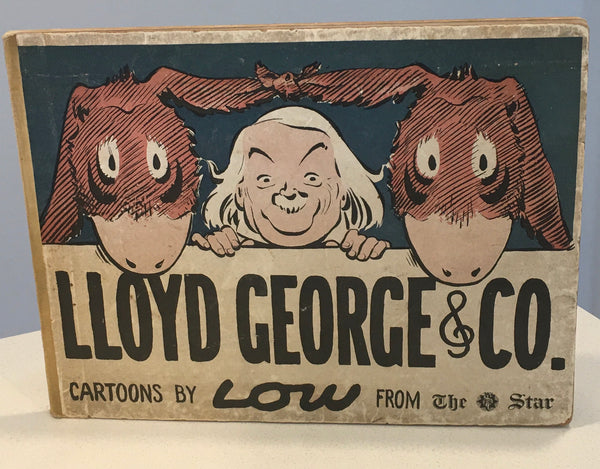 LLOYD GEORGE & CO.
CARTOONS BY LOW FROM The Star